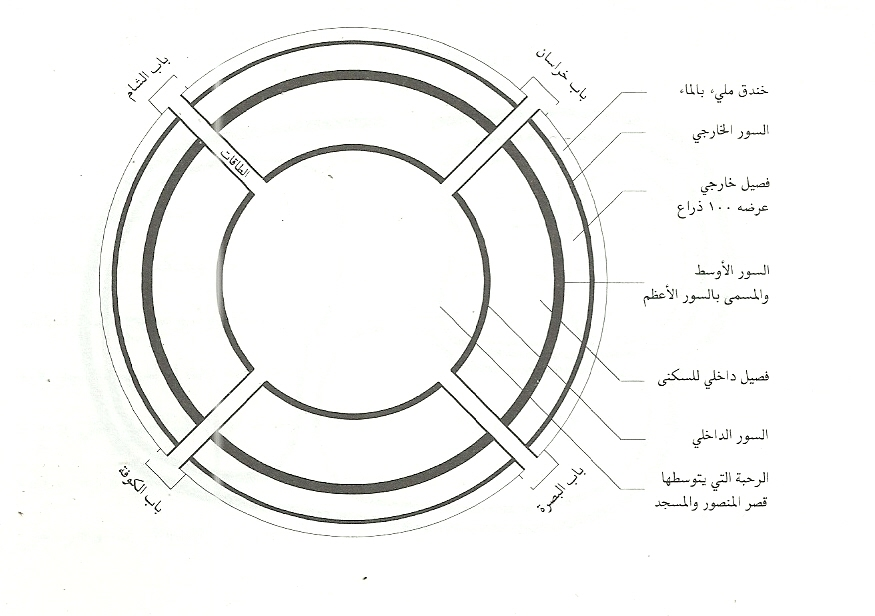 باب خراسان
باب الشام
الطاقات
خندق مليء بالماء
السور الخارجي
فصيل خارجي
عرضه ١٠٠ ذراع
السور الأوسط
والمسمى بالسور الأعظم
فصيل داخلي للسكنى
السور الداخلي
الرحبة التي يتوسطها
قصر المنصور والمسجد
باب البصرة
باب الكوفة